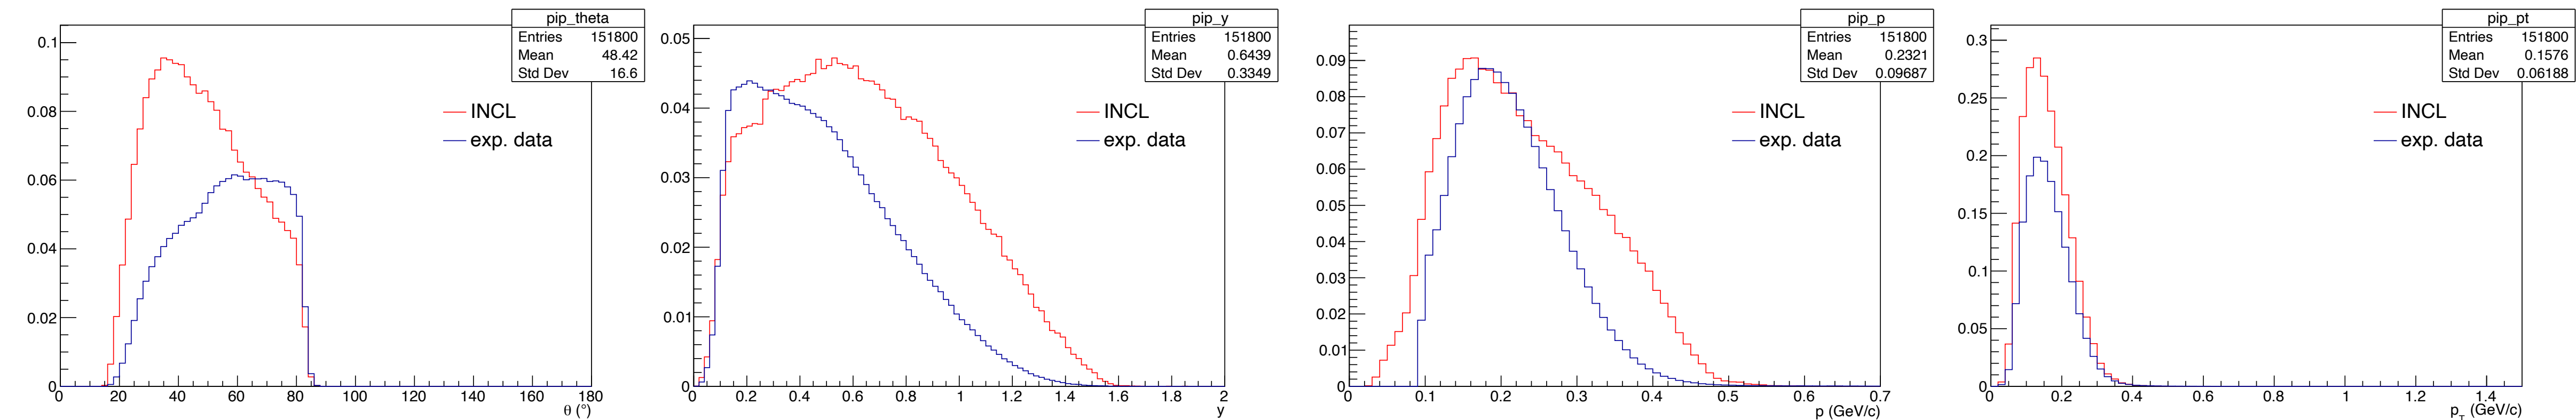 pip_theta
Entries 151800
Mean 48.42
Std Dev 16.6
INCL
exp. data
0.1
0.08
0.06
0.04
0.02
0
0 20 40 60 80 100 120 140 160 180
θ (°)
pip_y
Entries 151800
Mean 0.6439
Std Dev 0.3349
INCL
exp. data
0.05
0.04
0.03
0.02
0.01
0
0 0.2 0.4 0.6 0.8 1 1.2 1.4 1.6 1.8 2
y
pip_p
Entries 151800
Mean 0.2321
Std Dev 0.09687
INCL
exp. data
0.09
0.08
0.07
0.06
0.05
0.04
0.03
0.02
0.01
0
0 0.1 0.2 0.3 0.4 0.5 0.6 0.7
p (GeV/c)
pip_pt
Entries 151800
Mean 0.1576
Std Dev 0.06188
INCL
exp. data
0.3
0.25
0.2
0.15
0.1
0.05
0
0 0.2 0.4 0.6 0.8 1 1.2 1.4
p_T (GeV/c)